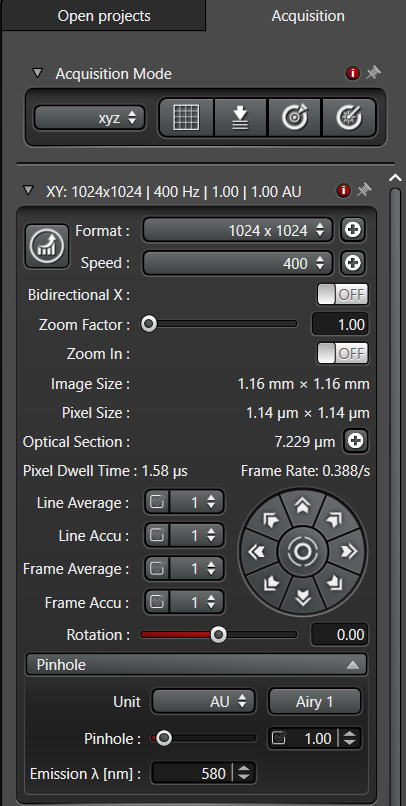 Open projects Acquisition
Acquisition Mode
xyz
XY: 1024x1024 | 400 Hz | 1.00 | 1.00 AU
Format : 1024 x 1024
Speed : 400
Bidirectional X : OFF
Zoom Factor : 1.00
Zoom In : OFF
Image Size : 1.16 mm × 1.16 mm
Pixel Size : 1.14 µm × 1.14 µm
Optical Section : 7.229 µm
Pixel Dwell Time : 1.58 µs Frame Rate: 0.388/s
Line Average : 1
Line Accu : 1
Frame Average : 1
Frame Accu : 1
Rotation : 0.00
Pinhole
Unit AU Airy 1
Pinhole : 1.00
Emission λ [nm] : 580